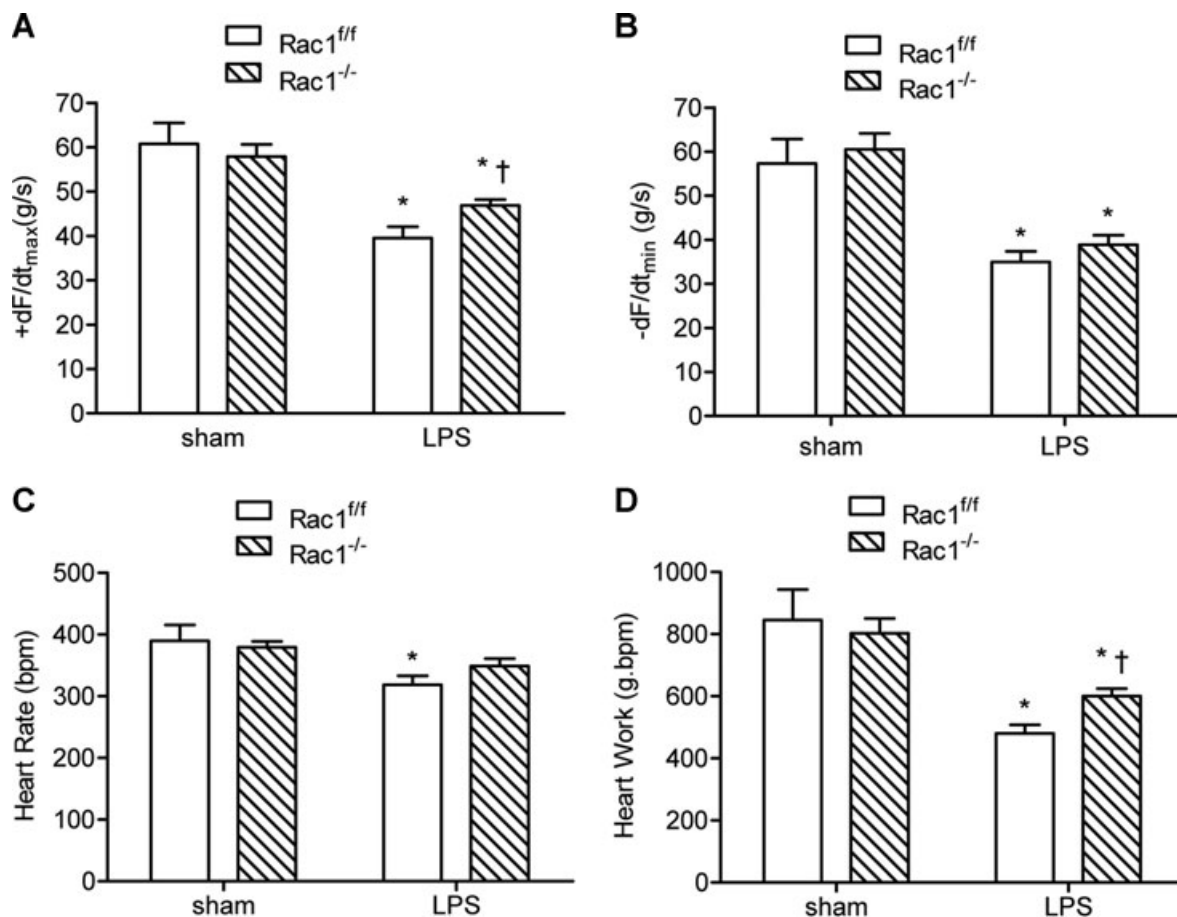 A
Rac1f/f
Rac1-/-
+dF/dtmax(g/s)
70
60
50
40
30
20
10
0
*
* †
sham
LPS
B
Rac1f/f
Rac1-/-
-dF/dtmin (g/s)
70
60
50
40
30
20
10
0
*
*
sham
LPS
C
Rac1f/f
Rac1-/-
Heart Rate (bpm)
500
400
300
200
100
0
*
sham
LPS
D
Rac1f/f
Rac1-/-
Heart Work (g.bpm)
1000
800
600
400
200
0
*
* †
sham
LPS